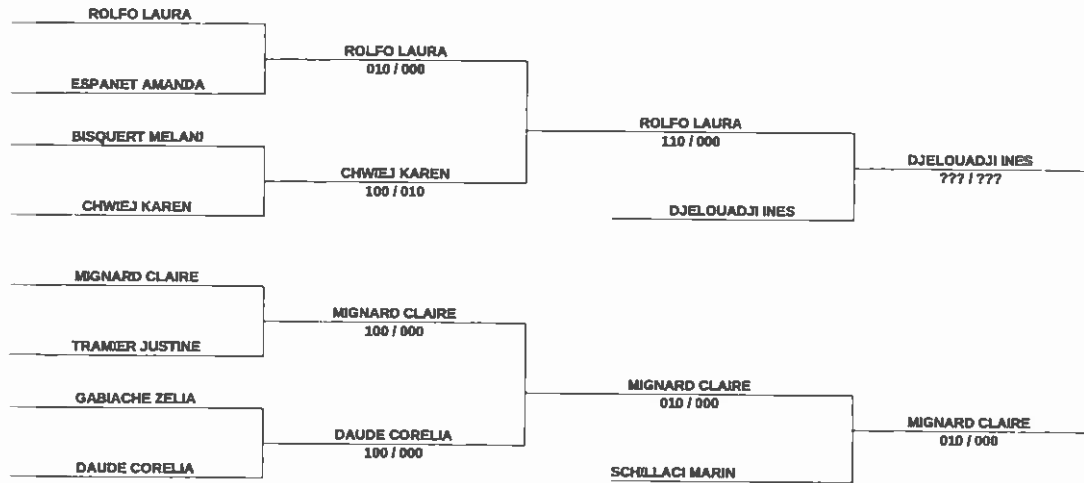 ROLFO LAURA
ROLFO LAURA
010 / 000
ESPANET AMANDA
ROLFO LAURA
110 / 000
BISQUERT MELANI
CHWIEJ KAREN
100 / 010
DJELOUADJI INES
??? / ???
CHWIEJ KAREN
DJELOUADJI INES
MIGNARD CLAIRE
MIGNARD CLAIRE
100 / 000
TRAMIER JUSTINE
MIGNARD CLAIRE
010 / 000
GABIACHE ZELIA
DAUDE CORELIA
100 / 000
MIGNARD CLAIRE
010 / 000
DAUDE CORELIA
SCHILLACI MARIN